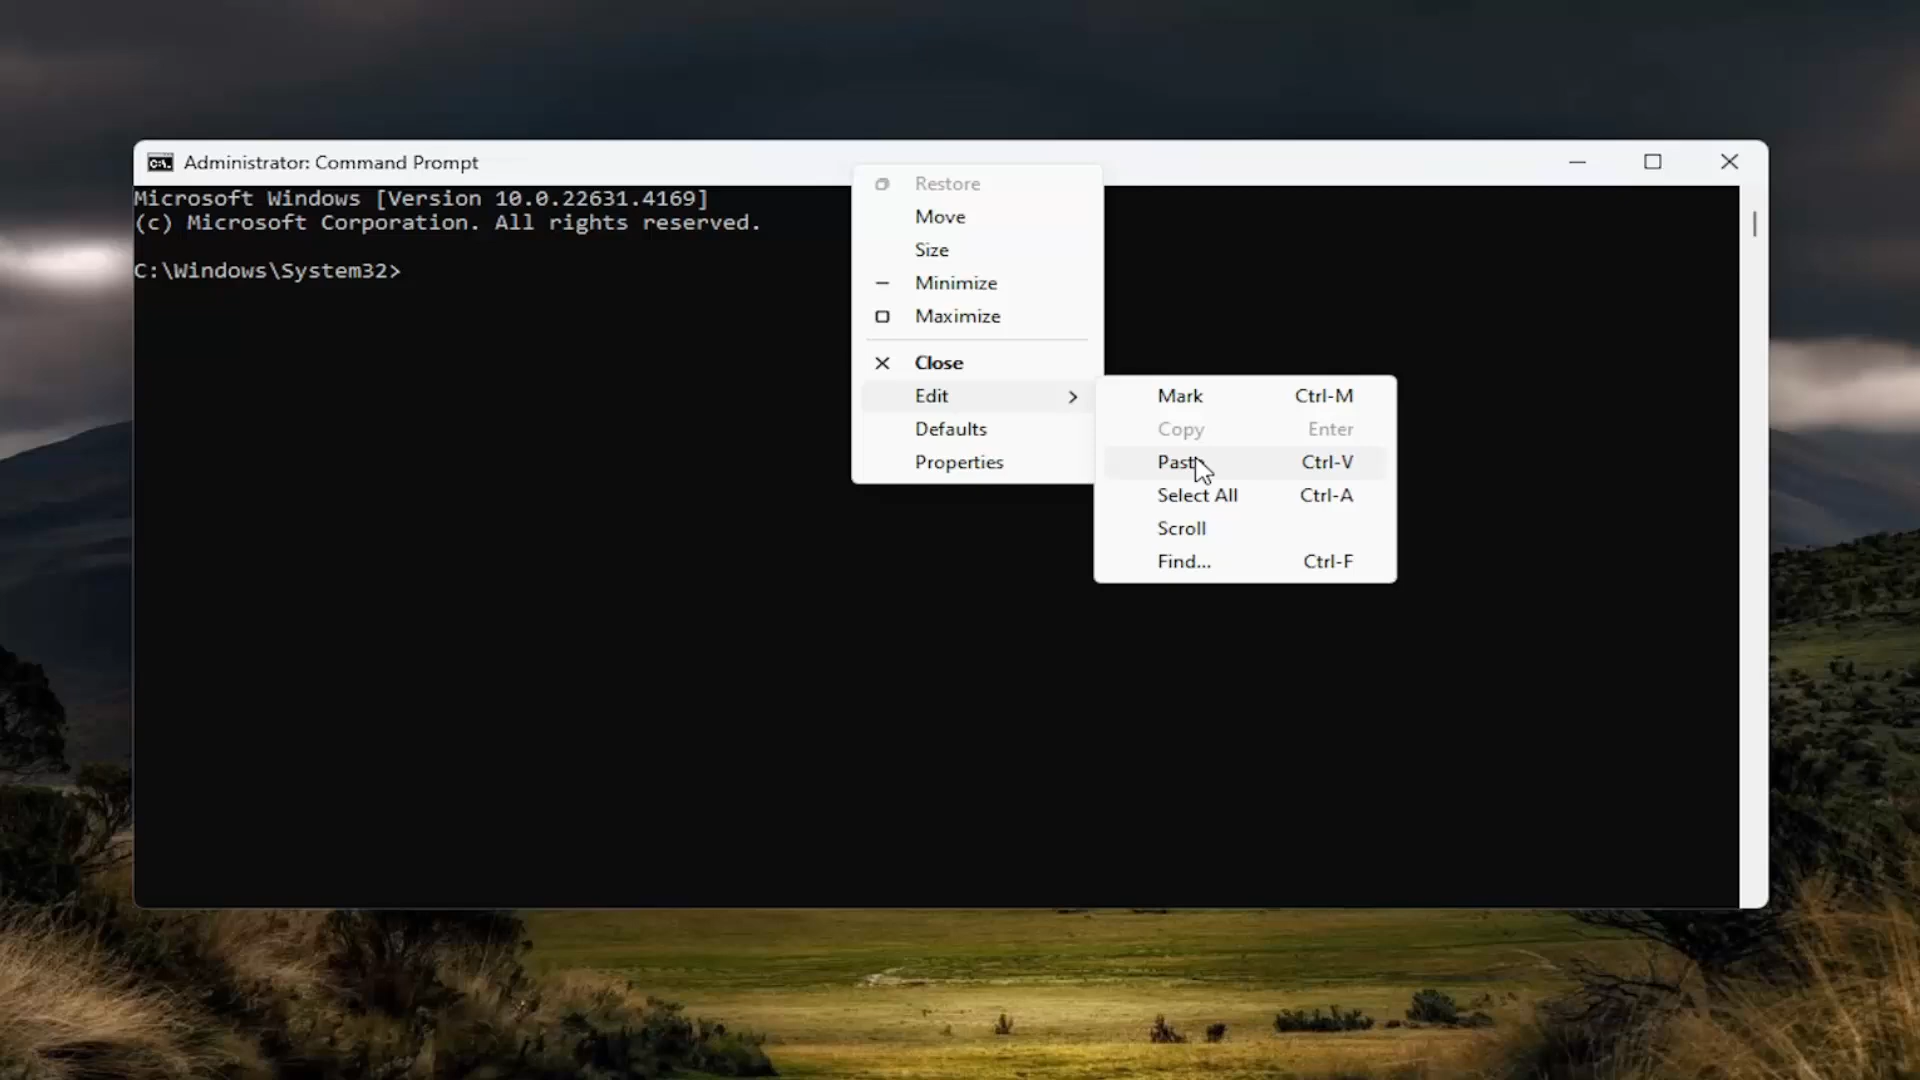 Administrator: Command Prompt
Microsoft Windows [Version 10.0.22631.4169]
(c) Microsoft Corporation. All rights reserved.
C:\Windows\System32>
Restore
Move
Size
Minimize
Maximize
Close
Edit
Defaults
Properties
Mark Ctrl-M
Copy Enter
Paste Ctrl-V
Select All Ctrl-A
Scroll
Find... Ctrl-F